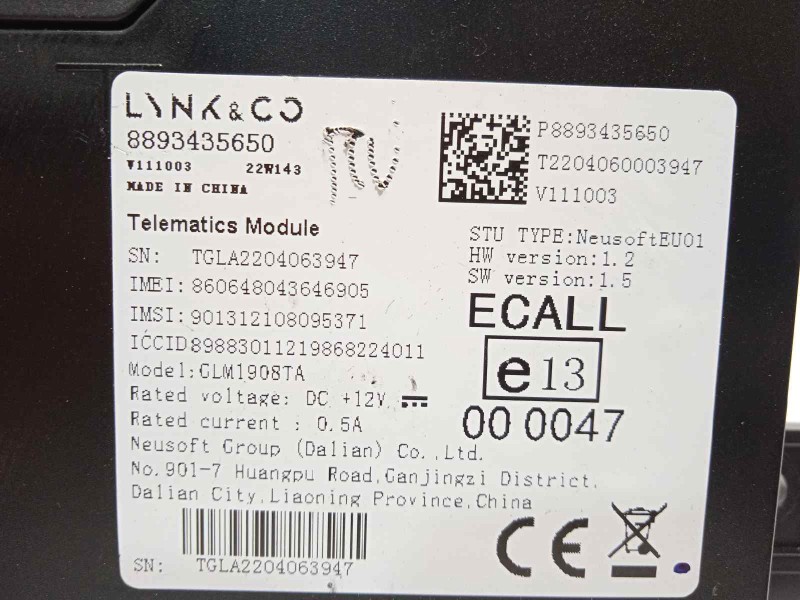 LYNK & CO
8893435650
V111003 22W143
MADE IN CHINA
P8893435650
T2204060003947
V111003
Telematics Module
SN: TGLA2204063947
IMEI: 860648043646905
IMSI: 901312108095371
ICCID89883011219868224011
Model: GLM1908TA
Rated voltage: DC +12V
Rated current : 0.5A
Neusoft Group (Dalian) Co.,Ltd.
No.901-7 Huangpu Road,Ganjingzi District,
Dalian City,Liaoning Province,China
STU TYPE:NeusoftEU01
HW version:1.2
SW version:1.5
ECALL
e13
00 0047
CE
SN: TGLA2204063947